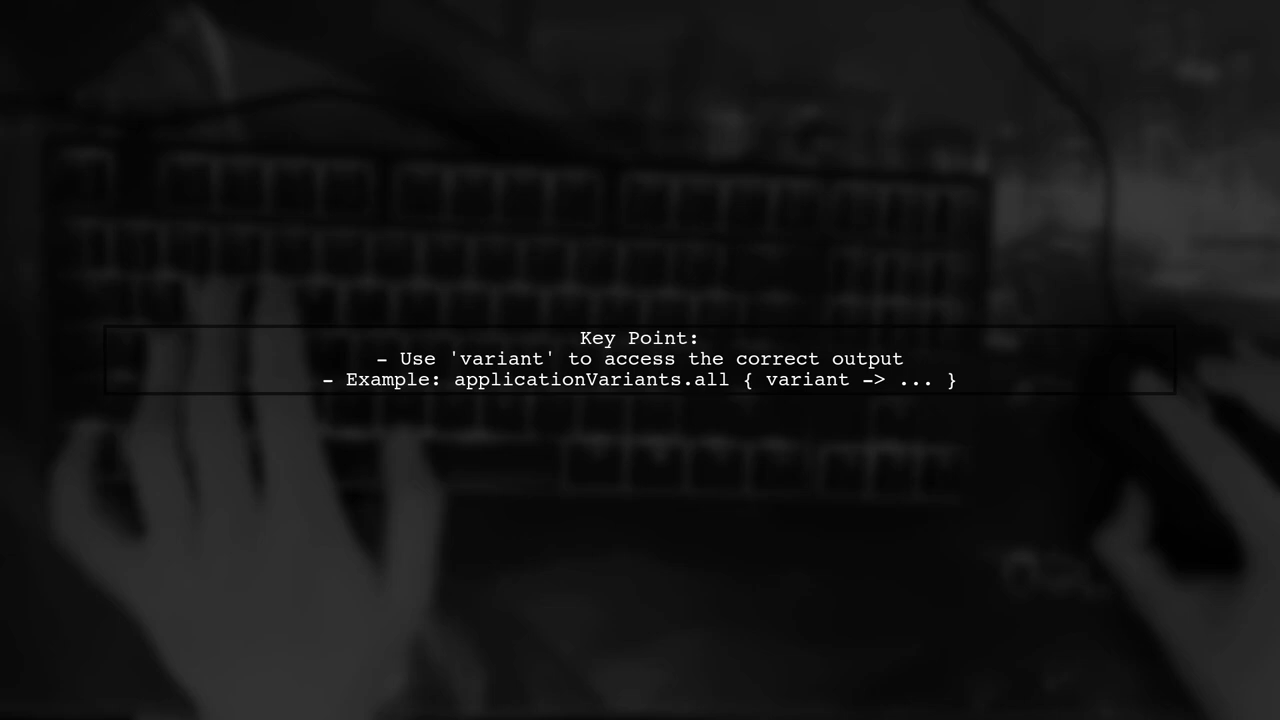 Key Point:
- Use 'variant' to access the correct output
- Example: applicationVariants.all { variant -> ... }